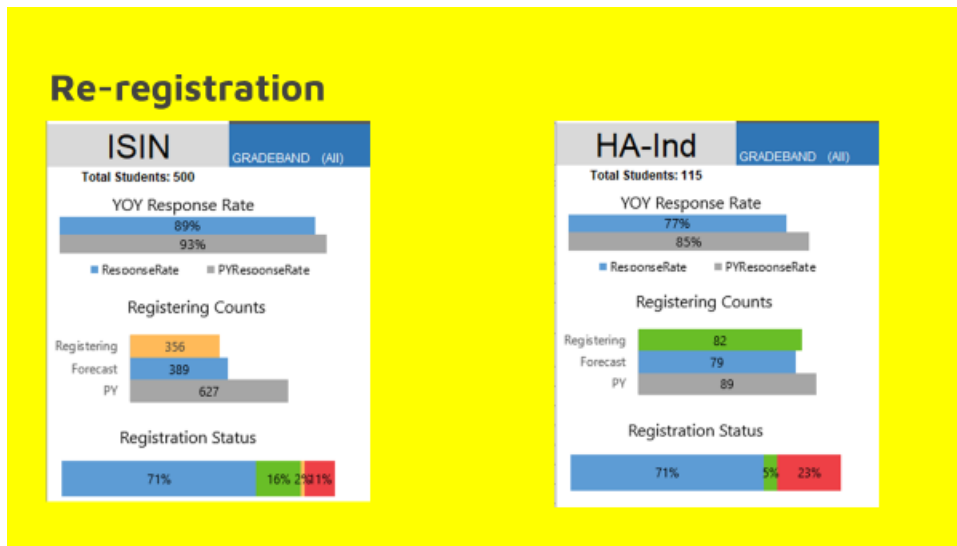 Re-registration
ISIN
GRADEBAND (All)
Total Students: 500
YOY Response Rate
89%
93%
ResponseRate PYResponseRate
Registering Counts
Registering 356
Forecast 389
PY 627
Registration Status
71% 16% 2% 11%
HA-Ind
GRADEBAND (All)
Total Students: 115
YOY Response Rate
77%
85%
ResponseRate PYResponseRate
Registering Counts
Registering 82
Forecast 79
PY 89
Registration Status
71% 5% 23%